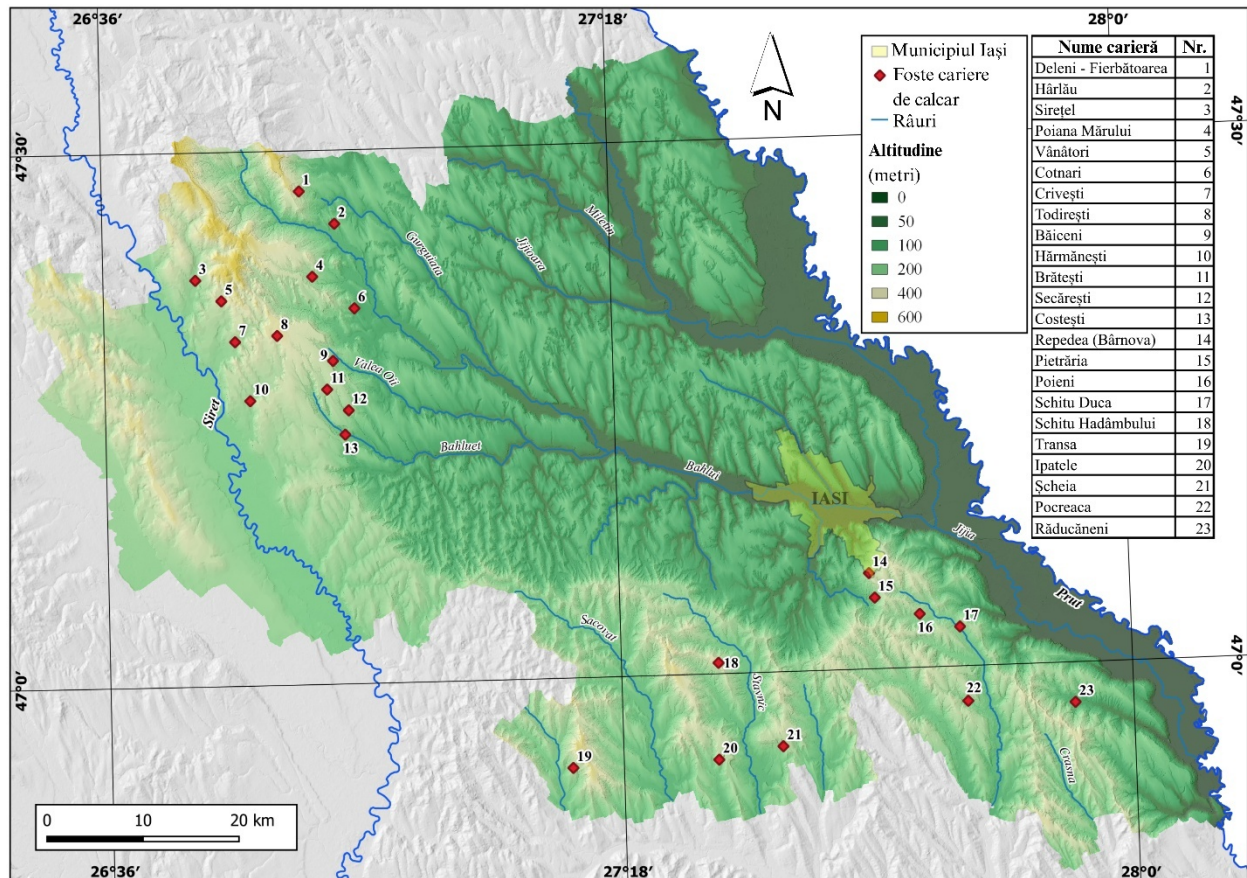 26°36′
27°18′
28°0′
47°30′
47°30′
Municipiul Iași
Foste cariere
de calcar
Râuri
Altitudine
(metri)
0
50
100
200
400
600
N
Nume carieră Nr.
Deleni - Fierbătoarea 1
Hârlău 2
Sirețel 3
Poiana Mărului 4
Vânători 5
Cotnari 6
Crivești 7
Todirești 8
Băiceni 9
Hărmănești 10
Brătești 11
Secărești 12
Costești 13
Repedea (Bârnova) 14
Pietrăria 15
Poieni 16
Schitu Duca 17
Schitu Hadâmbului 18
Transa 19
Ipatele 20
Șcheia 21
Pocreaca 22
Răducăneni 23
1
2
3
4
5
6
7
8
9
10
11
12
13
14
15
16
17
18
19
20
21
22
23
Miletin
Jijioara
Gurguiata
Valea Oii
Siret
Bahluet
Bahlui
IASI
Jijia
Prut
Sacovat
Stavnic
Crasna
47°0′
47°0′
0 10 20 km
26°36′
27°18′
28°0′